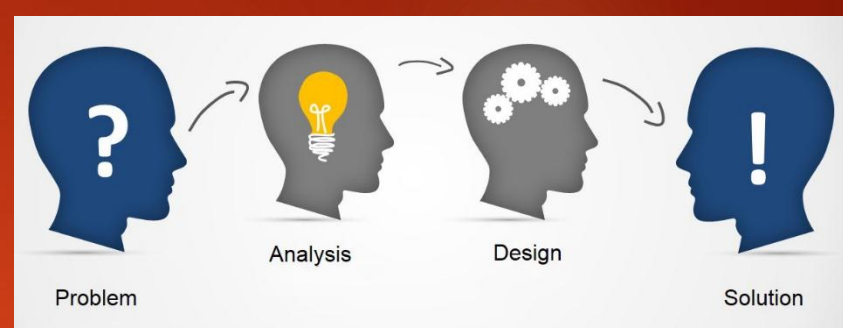 ?
!
Analysis
Design
Problem
Solution